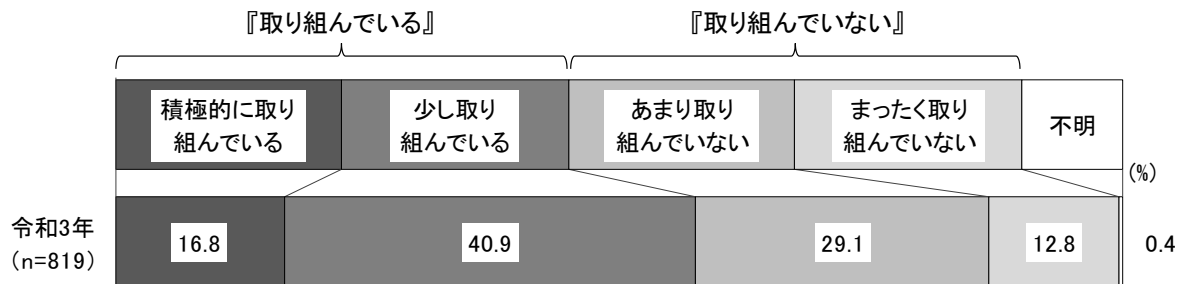 『取り組んでいる』
『取り組んでいない』
積極的に取り
組んでいる
少し取り
組んでいる
あまり取り
組んでいない
まったく取り
組んでいない
不明
(%)
令和3年
(n=819)
16.8
40.9
29.1
12.8
0.4